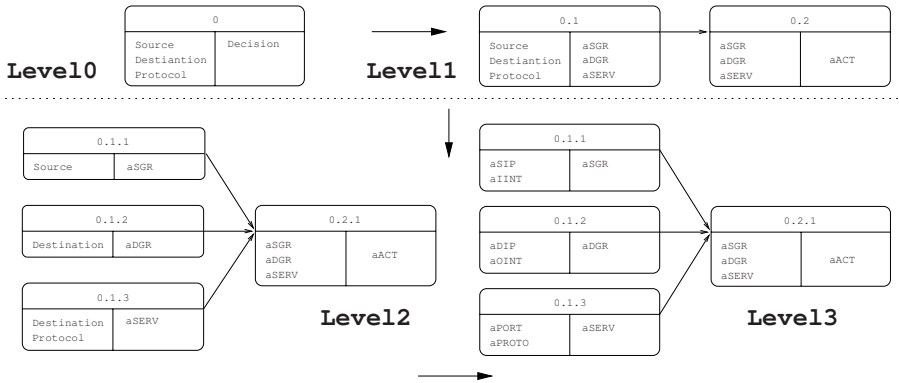 0
Source
Destiantion
Protocol
Decision
Level0
0.1
Source
Destiantion
Protocol
aSGR
aDGR
aSERV
Level1
0.2
aSGR
aDGR
aSERV
aACT
0.1.1
Source
aSGR
0.1.2
Destination
aDGR
0.1.3
Destination
Protocol
aSERV
0.2.1
aSGR
aDGR
aSERV
aACT
Level2
0.1.1
aSIP
aIINT
aSGR
0.1.2
aDIP
aOINT
aDGR
0.1.3
aPORT
aPROTO
aSERV
0.2.1
aSGR
aDGR
aSERV
aACT
Level3